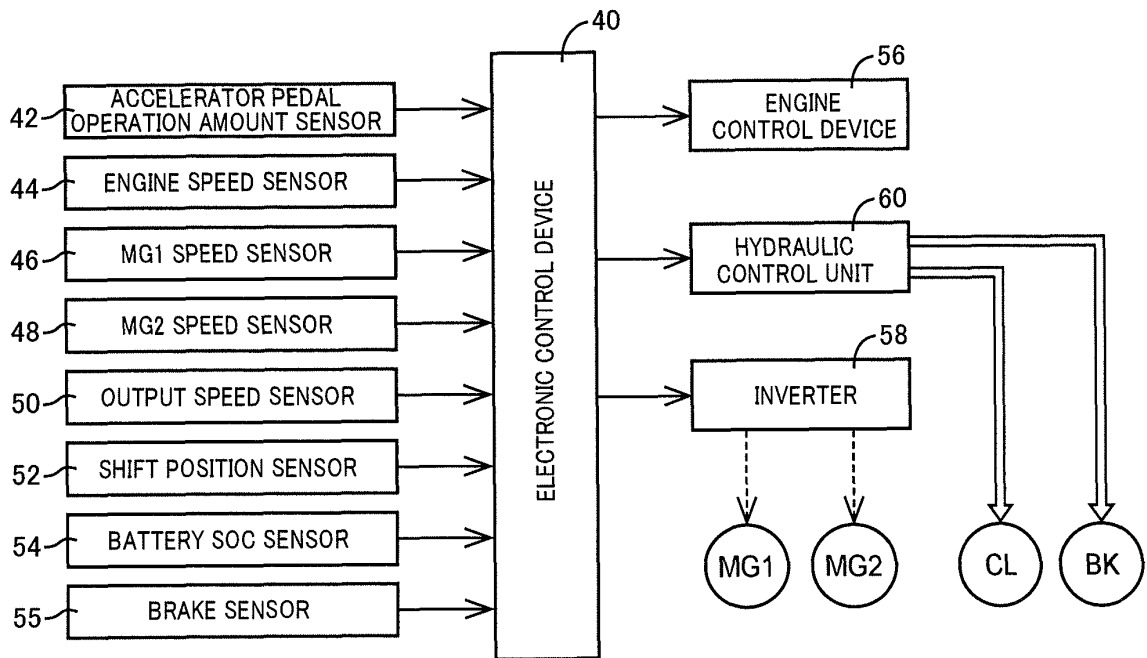 40
42
ACCELERATOR PEDAL
OPERATION AMOUNT SENSOR
44
ENGINE SPEED SENSOR
46
MG1 SPEED SENSOR
48
MG2 SPEED SENSOR
50
OUTPUT SPEED SENSOR
52
SHIFT POSITION SENSOR
54
BATTERY SOC SENSOR
55
BRAKE SENSOR
ELECTRONIC CONTROL DEVICE
56
ENGINE
CONTROL DEVICE
60
HYDRAULIC
CONTROL UNIT
58
INVERTER
MG1
MG2
CL
BK